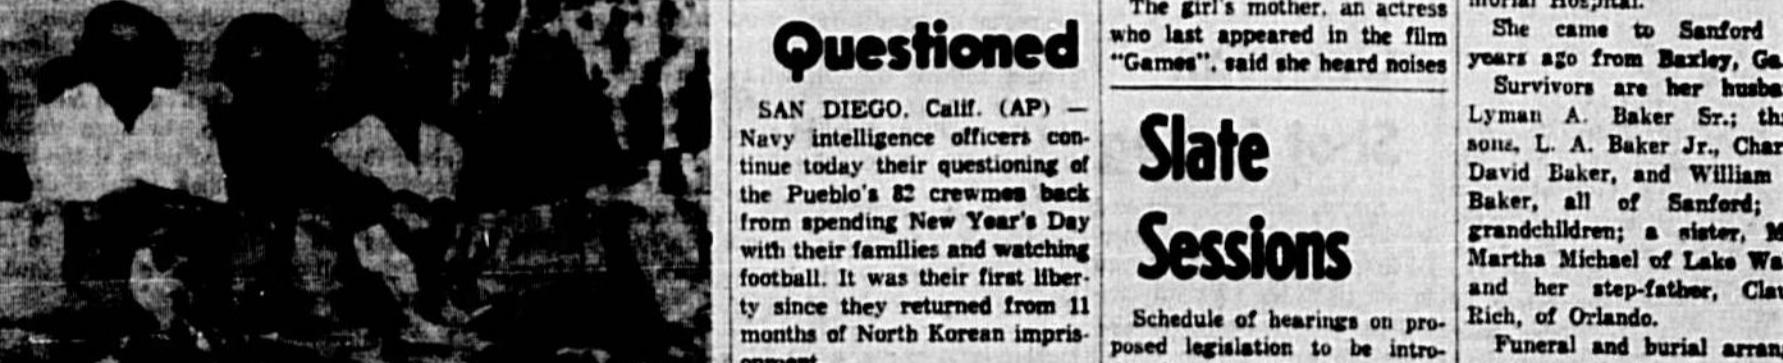 Questioned
SAN DIEGO, Calif. (AP) —
Navy intelligence officers con-
tinue today their questioning of
the Pueblo's 82 crewmen back
from spending New Year's Day
with their families and watching
football. It was their first liber-
ty since they returned from 11
months of North Korean impris-
The girl's mother, an actress
who last appeared in the film
"Games", said she heard noises
Slate
Sessions
Schedule of hearings on pro-
posed legislation to be intro-
She came to Sanford
years ago from Baxley, Ga.
Survivors are her
Lyman A. Baker Sr.;
sons, L. A. Baker Jr.,
David Baker, and William
Baker, all of Sanford;
grandchildren; a sister,
Martha Michael of Lake
and her step-father,
Rich, of Orlando.
Funeral and burial